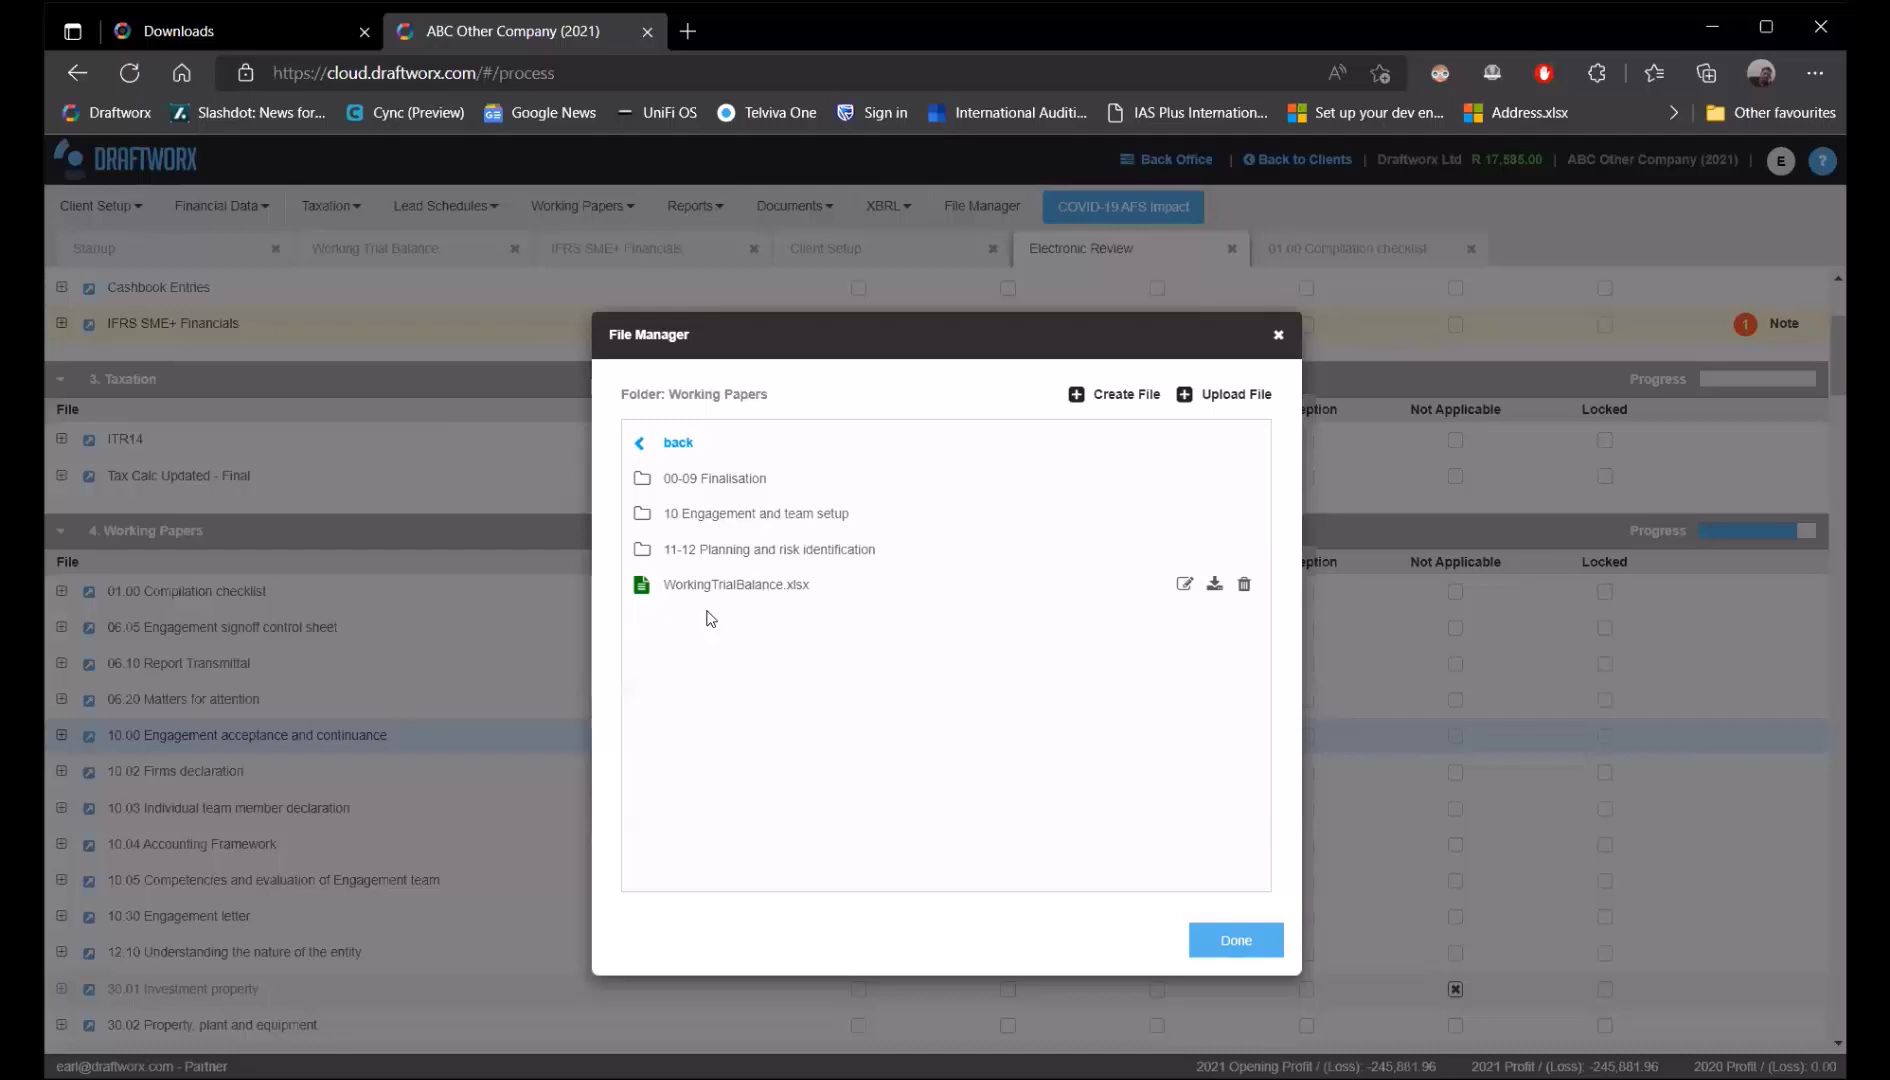 Downloads
ABC Other Company (2021)
https://cloud.draftworx.com/#/process
Draftworx
Slashdot: News for...
Cync (Preview)
Google News
UniFi OS
Telviva One
Sign in
International Auditi...
IAS Plus Internation...
Set up your dev en...
Address.xlsx
Other favourites
DRAFTWORX
Back Office | Back to Clients | Draftworx Ltd R 17,585.00 | ABC Other Company (2021) | E ?
Client Setup
Financial Data
Taxation
Lead Schedules
Working Papers
Reports
Documents
XBRL
File Manager
COVID-19 AFS Impact
Startup
Working Trial Balance
IFRS SME+ Financials
Client Setup
Electronic Review
01.00 Compilation checklist
Cashbook Entries
IFRS SME+ Financials
1 Note
3. Taxation
Progress
File
ption
Not Applicable
Locked
ITR14
Tax Calc Updated - Final
4. Working Papers
Progress
File
ption
Not Applicable
Locked
01.00 Compilation checklist
06.05 Engagement signoff control sheet
06.10 Report Transmittal
06.20 Matters for attention
10.00 Engagement acceptance and continuance
10.02 Firms declaration
10.03 Individual team member declaration
10.04 Accounting Framework
10.05 Competencies and evaluation of Engagement team
10.30 Engagement letter
12.10 Understanding the nature of the entity
30.01 Investment property
30.02 Property, plant and equipment
File Manager
Folder: Working Papers
Create File
Upload File
back
00-09 Finalisation
10 Engagement and team setup
11-12 Planning and risk identification
WorkingTrialBalance.xlsx
Done
earl@draftworx.com - Partner
2021 Opening Profit / (Loss): -245,881.96
2021 Profit / (Loss): -245,881.96
2020 Profit / (Loss): 0.00